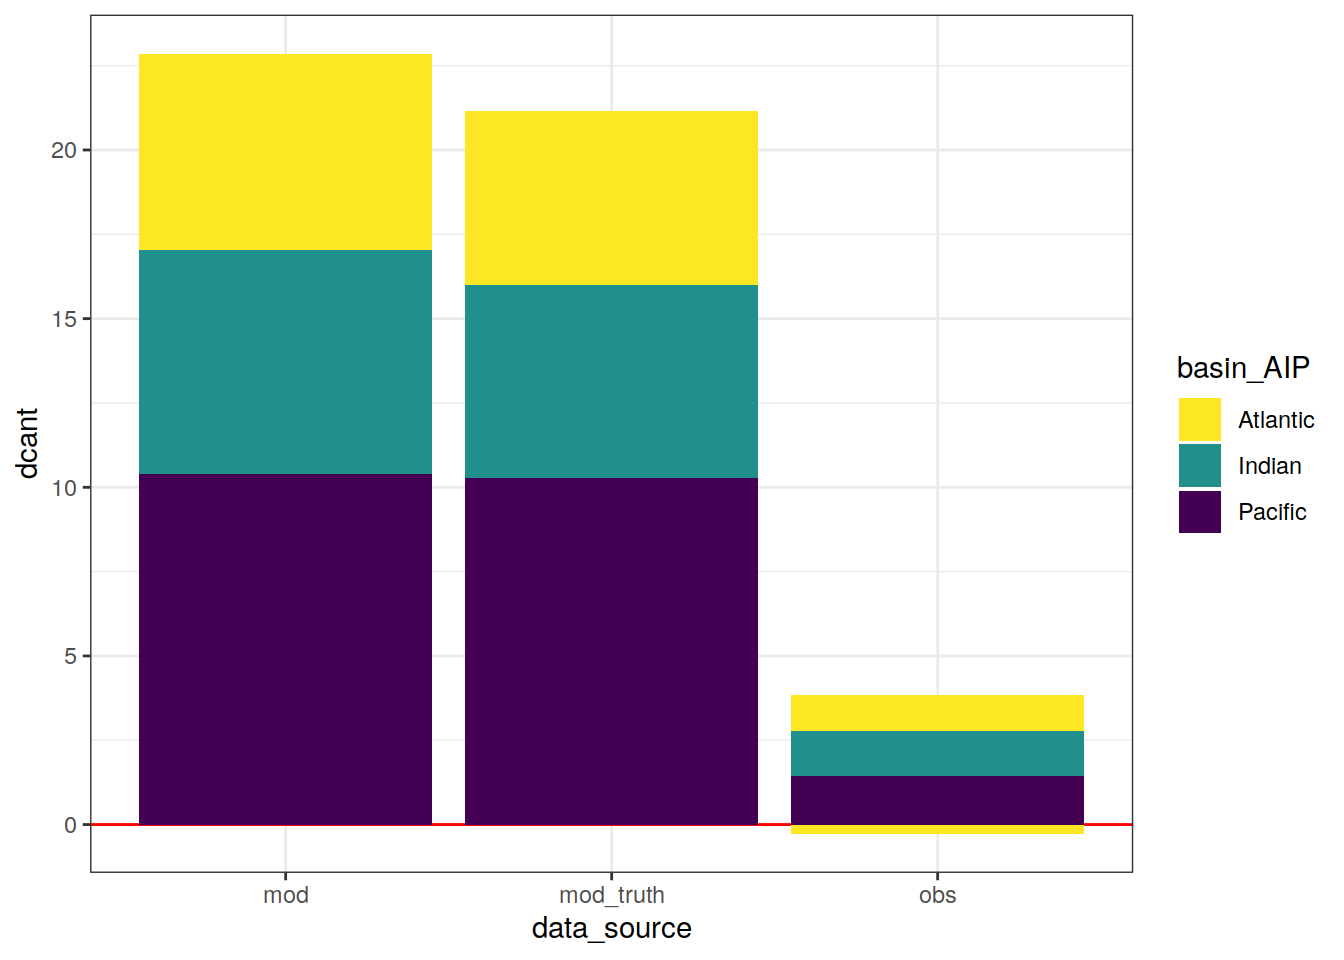 20
15
10
5
0
dcant
mod
mod_truth
obs
data_source
basin_AIP
Atlantic
Indian
Pacific